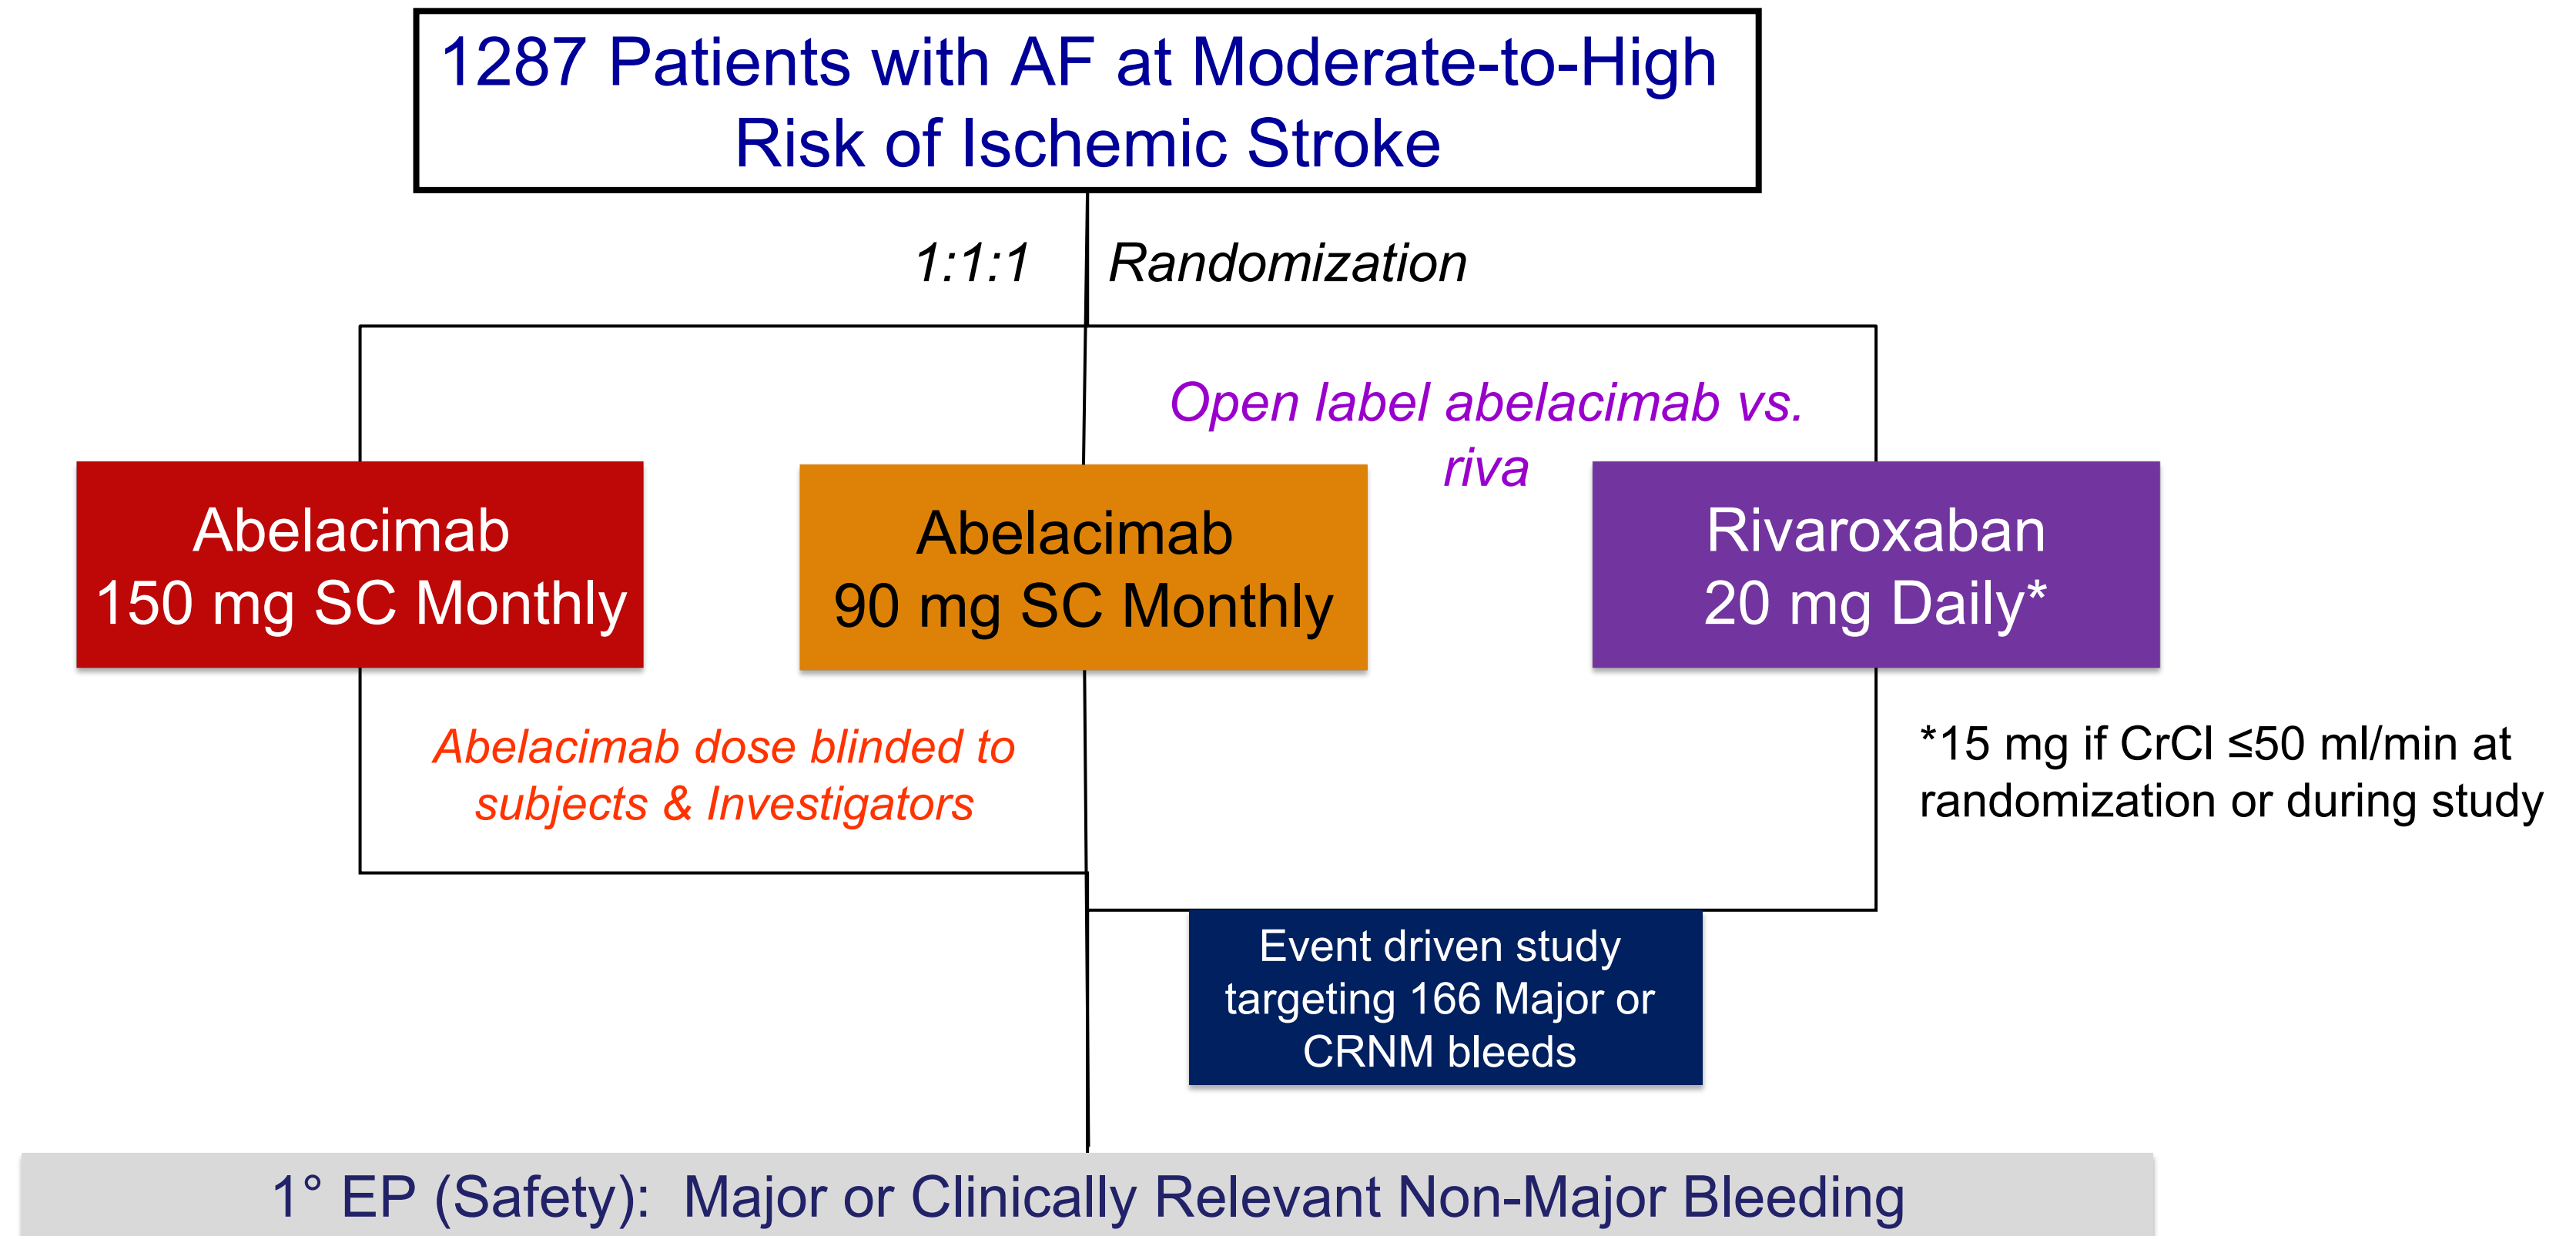 1287 Patients with AF at Moderate-to-High
Risk of Ischemic Stroke
1:1:1 Randomization
Open label abelacimab vs.
riva
Abelacimab
150 mg SC Monthly
Abelacimab
90 mg SC Monthly
Rivaroxaban
20 mg Daily*
Abelacimab dose blinded to
subjects & Investigators
*15 mg if CrCl ≤50 ml/min at
randomization or during study
Event driven study
targeting 166 Major or
CRNM bleeds
1° EP (Safety): Major or Clinically Relevant Non-Major Bleeding